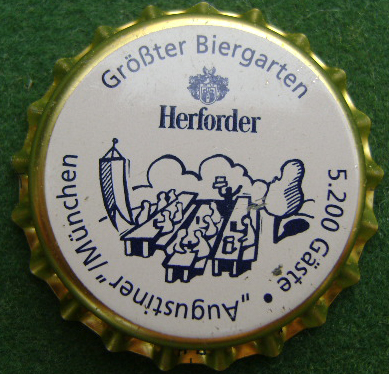 Größter Biergarten
Herforder
5.200 Gäste •
„Augustiner"/München